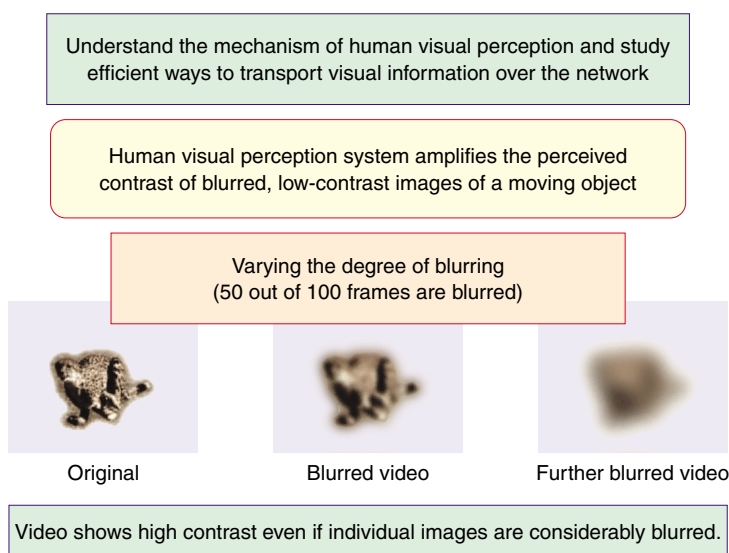 Understand the mechanism of human visual perception and study
efficient ways to transport visual information over the network
Human visual perception system amplifies the perceived
contrast of blurred, low-contrast images of a moving object
Varying the degree of blurring
(50 out of 100 frames are blurred)
Original
Blurred video
Further blurred video
Video shows high contrast even if individual images are considerably blurred.